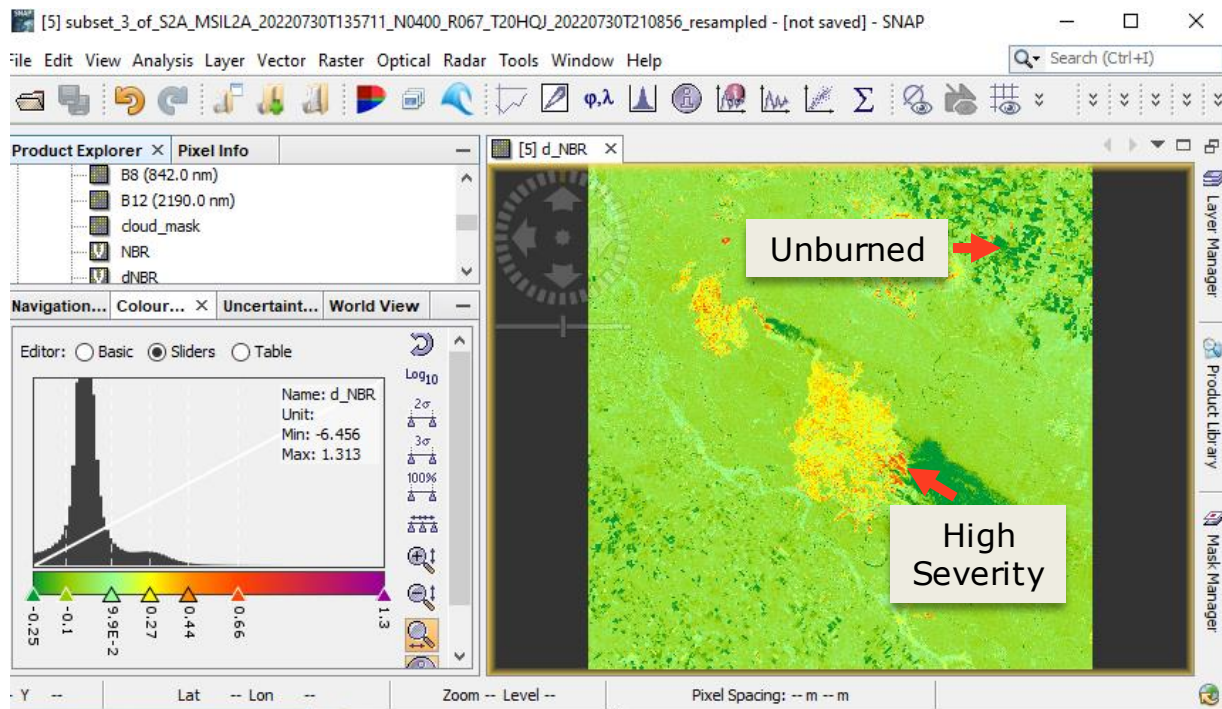 [5] subset_3_of_S2A_MSIL2A_20220730T135711_N0400_R067_T20HQJ_20220730T210856_resampled - [not saved] - SNAP
File Edit View Analysis Layer Vector Raster Optical Radar Tools Window Help
Search (Ctrl+I)
φ,λ
Σ
Product Explorer × Pixel Info
[5] d_NBR ×
B8 (842.0 nm)
B12 (2190.0 nm)
cloud_mask
NBR
dNBR
Navigation... Colour... × Uncertaint... World View
Editor: Basic Sliders Table
Name: d_NBR
Unit:
Min: -6.456
Max: 1.313
Log10
2σ
3σ
100%
-0.25
-0.1
9.9E-2
0.27
0.44
0.66
1.3
Unburned
High
Severity
Layer Manager
Product Library
Mask Manager
Y -- Lat -- Lon -- Zoom -- Level -- Pixel Spacing: -- m -- m